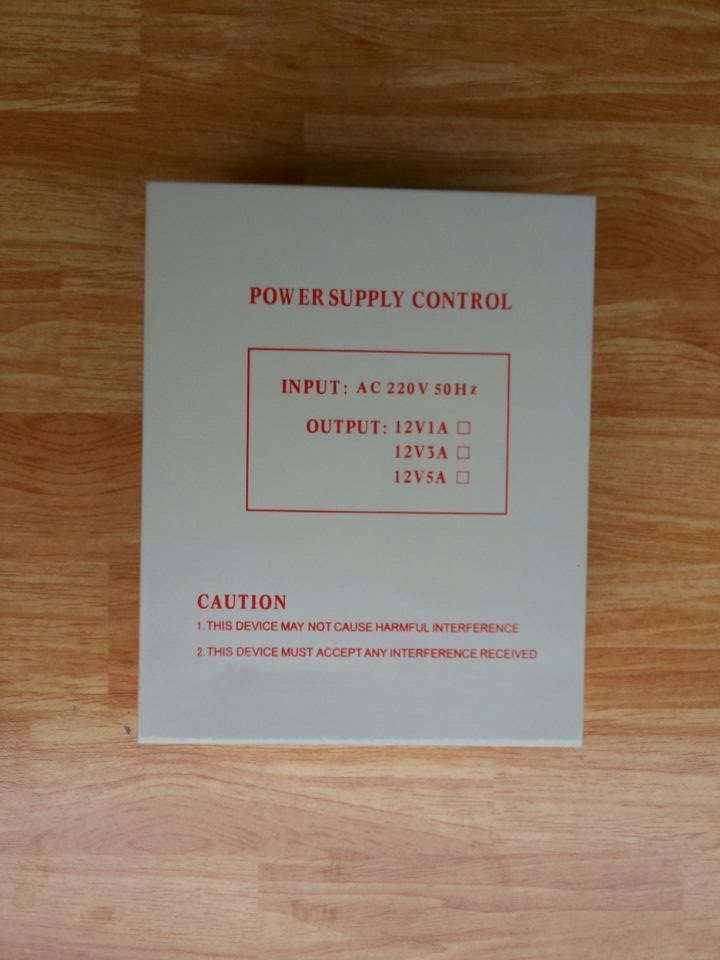 POWER SUPPLY CONTROL
INPUT: AC 220V 50Hz
OUTPUT: 12V1A □
12V3A □
12V5A □
CAUTION
1. THIS DEVICE MAY NOT CAUSE HARMFUL INTERFERENCE
2. THIS DEVICE MUST ACCEPT ANY INTERFERENCE RECEIVED